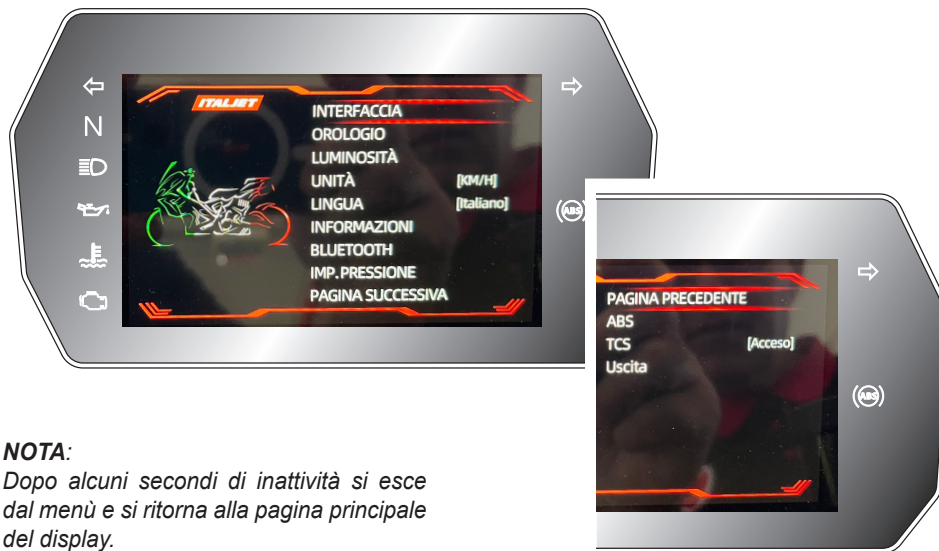 N
ITALJET
INTERFACCIA
OROLOGIO
LUMINOSITÀ
UNITÀ [KM/H]
LINGUA [Italiano]
INFORMAZIONI
BLUETOOTH
IMP.PRESSIONE
PAGINA SUCCESSIVA
(ABS)
PAGINA PRECEDENTE
ABS
TCS [Acceso]
Uscita
(ABS)
NOTA:
Dopo alcuni secondi di inattività si esce
dal menù e si ritorna alla pagina principale
del display.